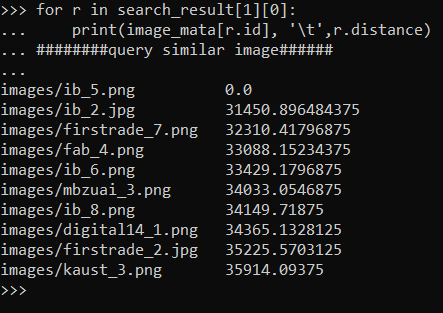 >>> for r in search_result[1][0]:
...     print(image_mata[r.id], '\t',r.distance)
... ########query similar image######
...
images/ib_5.png          0.0
images/ib_2.jpg          31450.896484375
images/firstrade_7.png   32310.41796875
images/fab_4.png         33088.15234375
images/ib_6.png          33429.1796875
images/mbzuai_3.png      34033.0546875
images/ib_8.png          34149.71875
images/digital14_1.png   34365.1328125
images/firstrade_2.jpg   35225.5703125
images/kaust_3.png       35914.09375
>>>